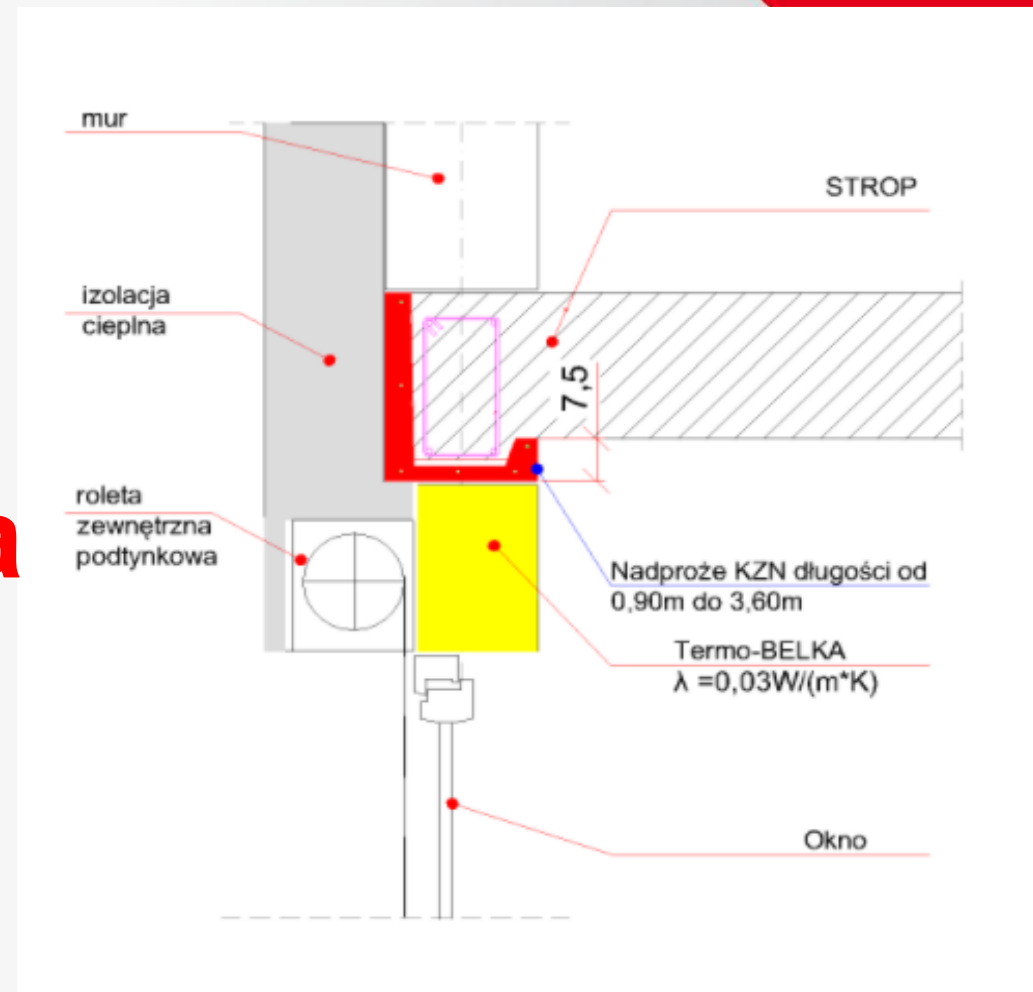 mur
STROP
izolacja
cieplna
7,5
roleta
zewnętrzna
podtynkowa
a
Nadproże KZN długości od
0,90m do 3,60m
Termo-BELKA
λ =0,03W/(m*K)
Okno